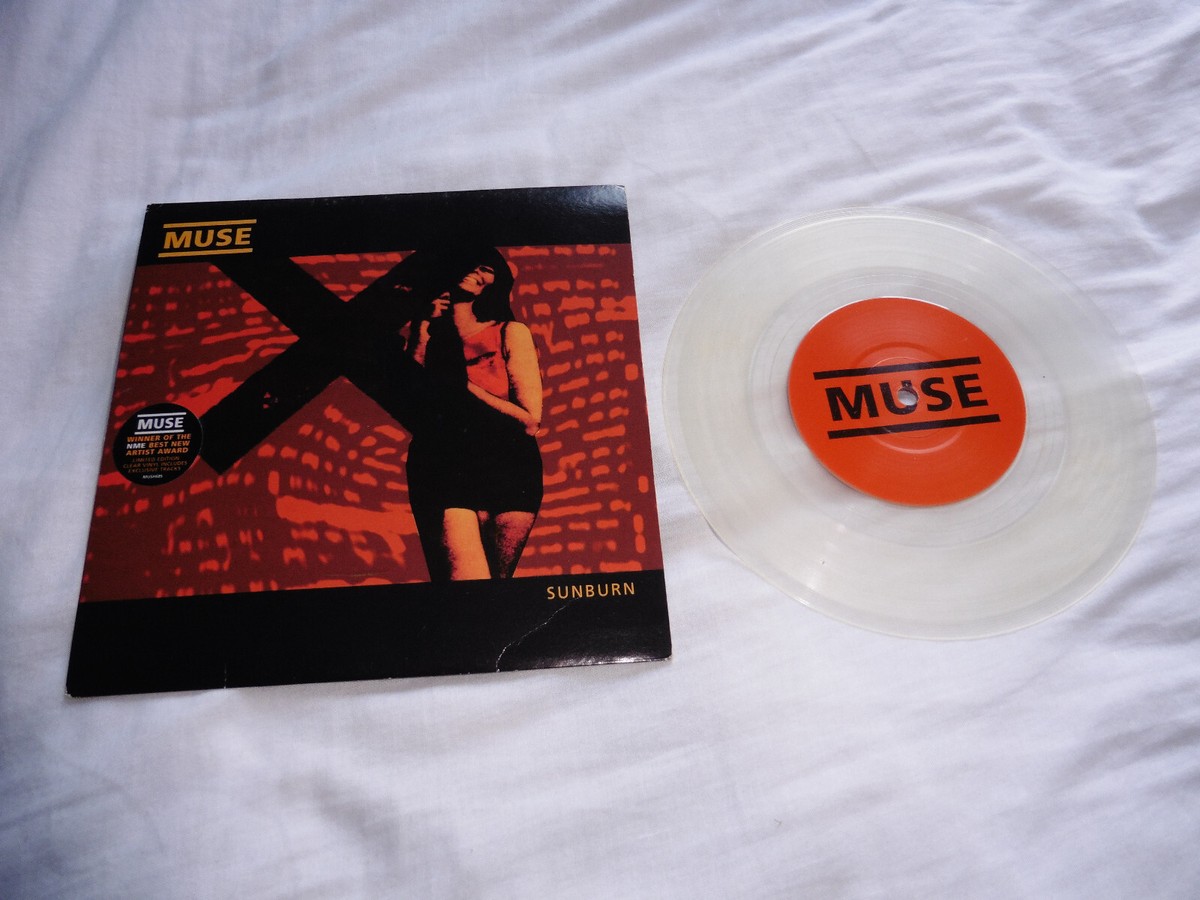 MUSE
MUSE
WINNER OF THE
NME BEST NEW
ARTIST AWARD
LIMITED EDITION
CLEAR VINYL INCLUDES
EXCLUSIVE TRACKS
SUNBURN
MUSE